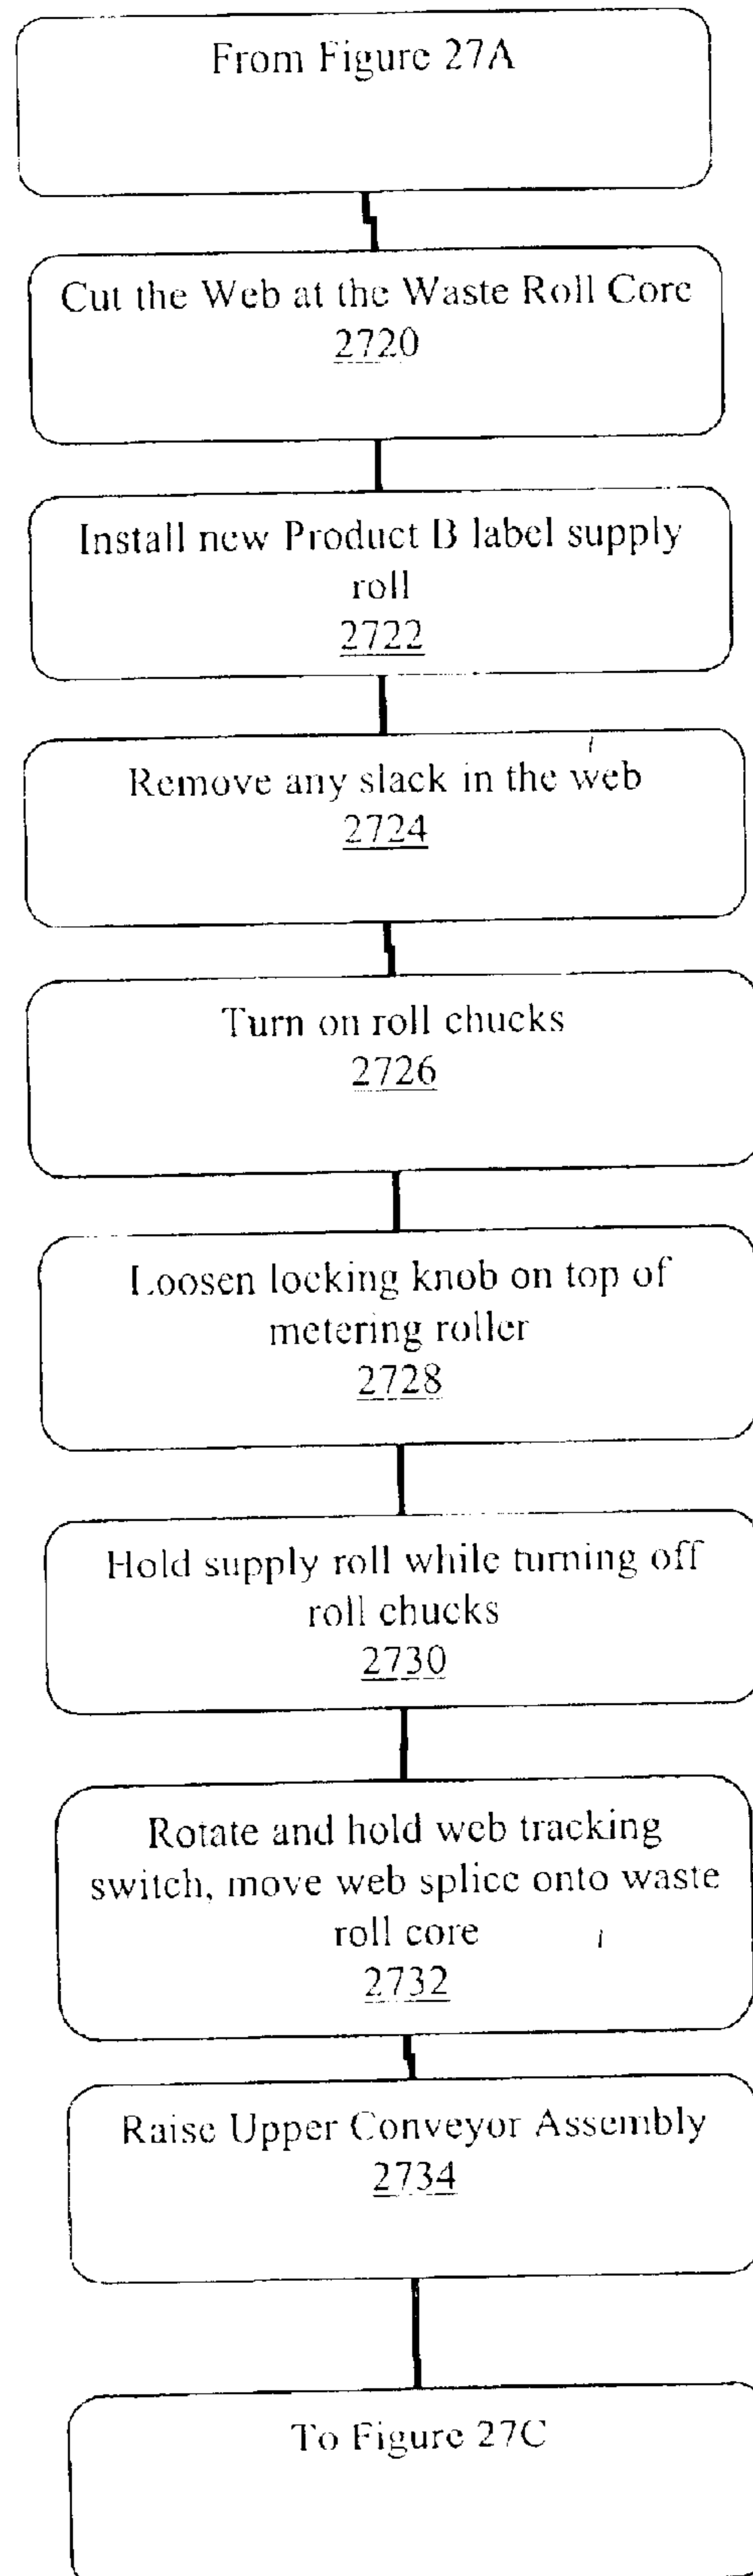 From Figure 27A
Cut the Web at the Waste Roll Core
2720
Install new Product B label supply
roll
2722
Remove any slack in the web
2724
Turn on roll chucks
2726
Loosen locking knob on top of
metering roller
2728
Hold supply roll while turning off
roll chucks
2730
Rotate and hold web tracking
switch, move web splice onto waste
roll core
2732
Raise Upper Conveyor Assembly
2734
To Figure 27C